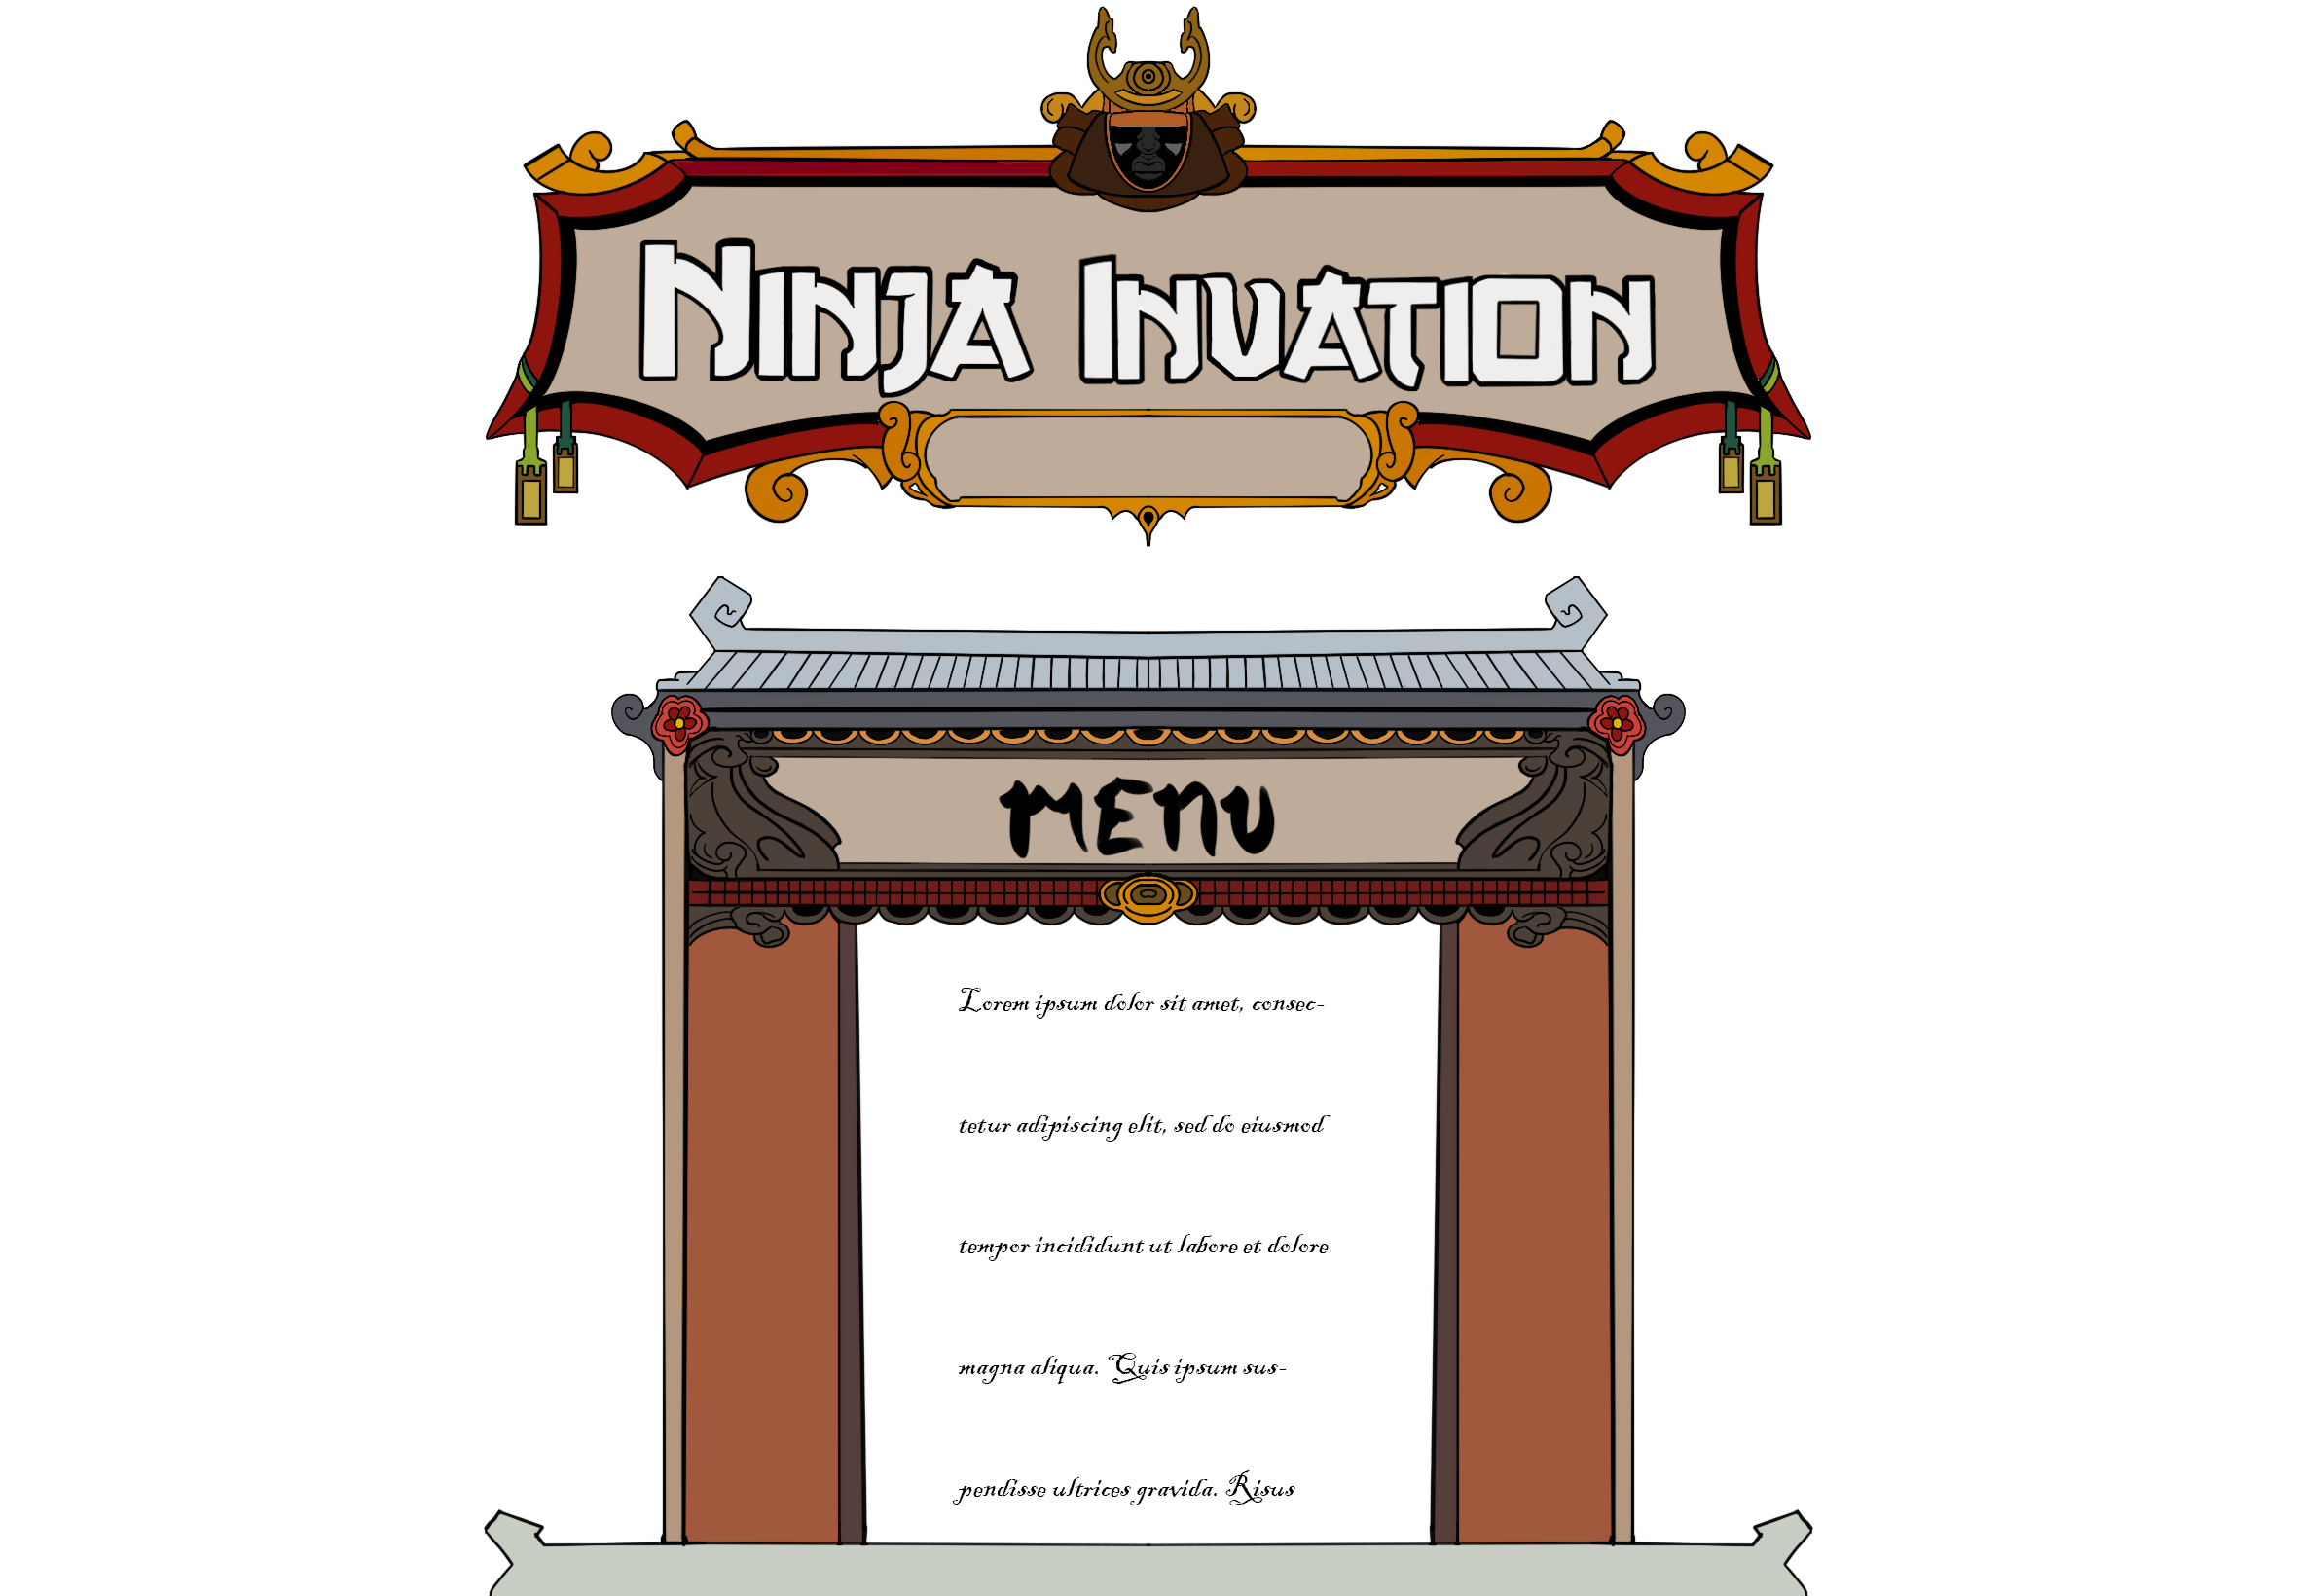 Ninja Invation
MENU
Lorem ipsum dolor sit amet, consec-
tetur adipiscing elit, sed do eiusmod
tempor incididunt ut labore et dolore
magna aliqua. Quis ipsum sus-
pendisse ultrices gravida. Risus